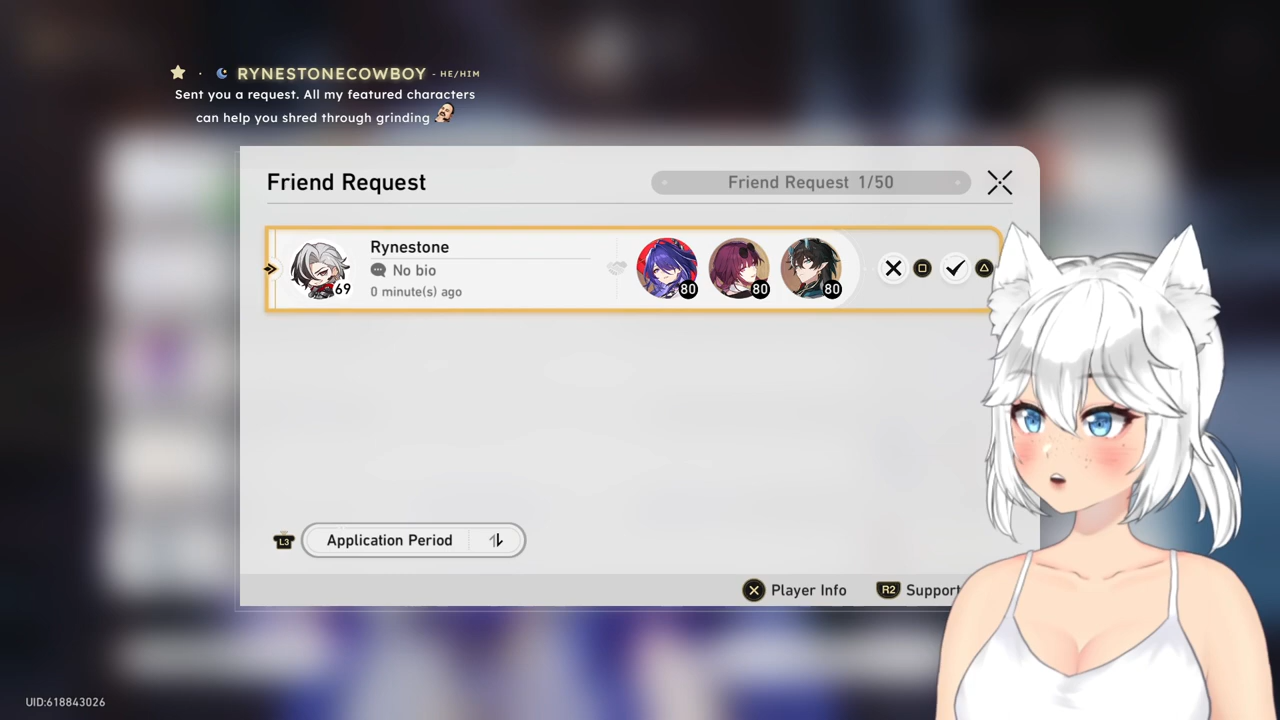 RYNESTONECOWBOY - HE/HIM
Sent you a request. All my featured characters
can help you shred through grinding
Friend Request
Friend Request 1/50
Rynestone
No bio
0 minute(s) ago
69
80
80
80
L3
Application Period
Player Info
R2 Support
UID:618843026